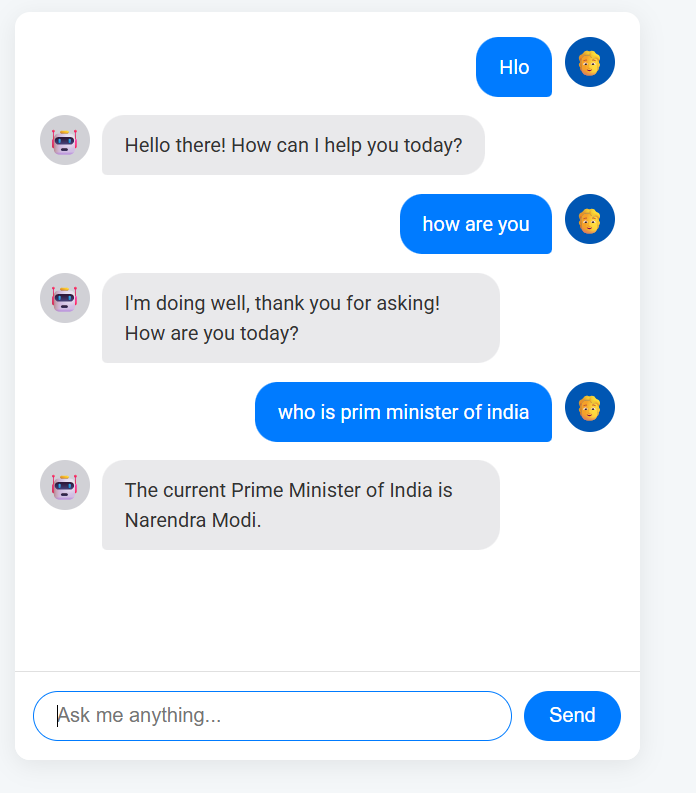 Hlo
Hello there! How can I help you today?
how are you
I'm doing well, thank you for asking!
How are you today?
who is prim minister of india
The current Prime Minister of India is
Narendra Modi.
Ask me anything...
Send